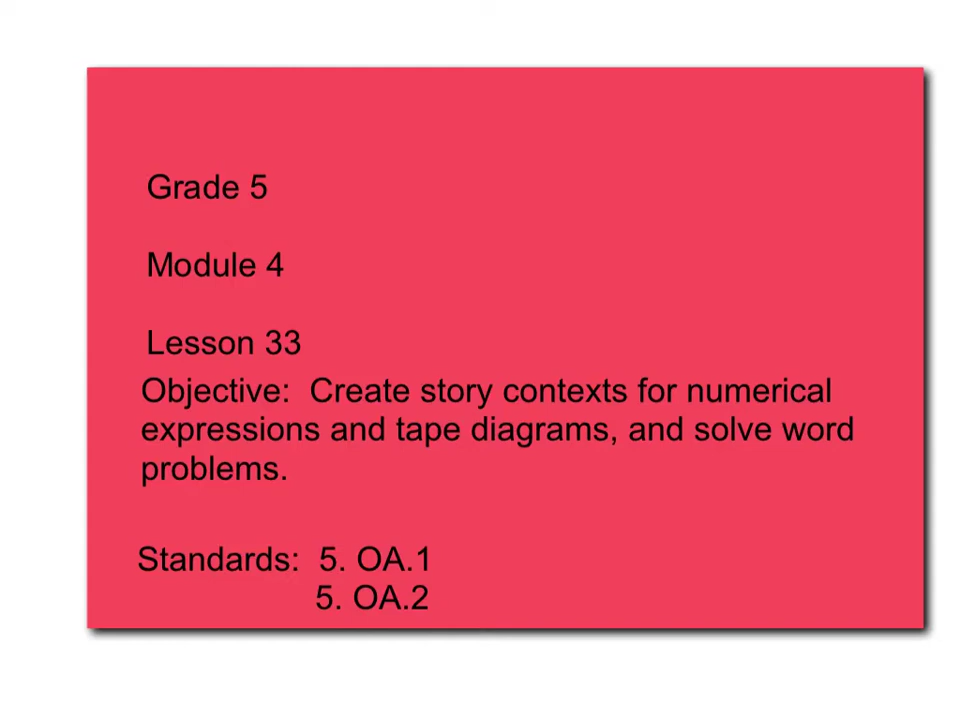 Grade 5
Module 4
Lesson 33
Objective:  Create story contexts for numerical
expressions and tape diagrams, and solve word
problems.
Standards:  5. OA.1
5. OA.2